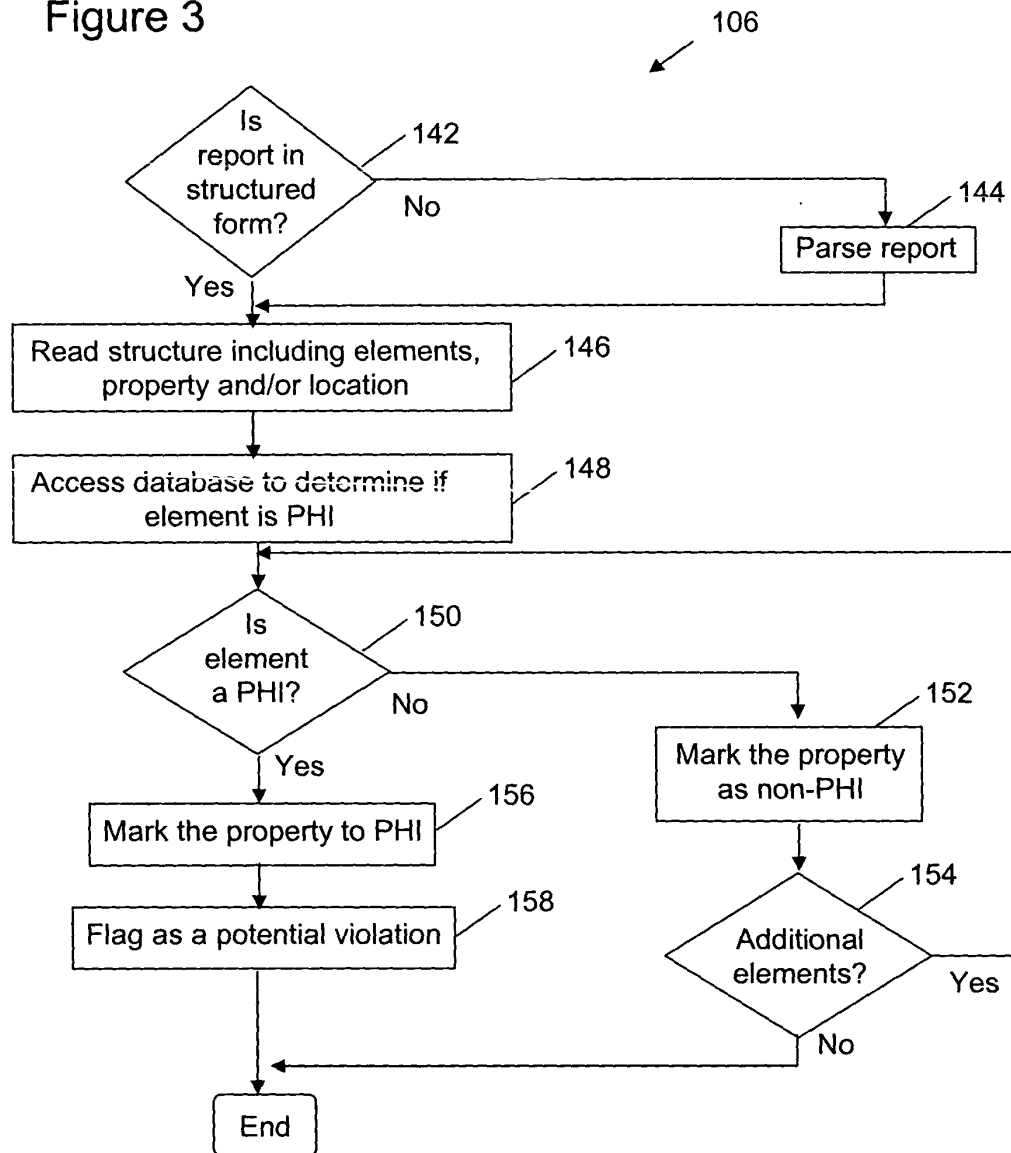 Figure 3
106
Is
report in
structured
form?
142
No
144
Parse report
Yes
Read structure including elements,
property and/or location
146
Access database to determine if
element is PHI
148
Is
element
a PHI?
150
No
152
Mark the property
as non-PHI
Yes
Mark the property to PHI
156
154
Flag as a potential violation
158
Additional
elements?
Yes
No
End